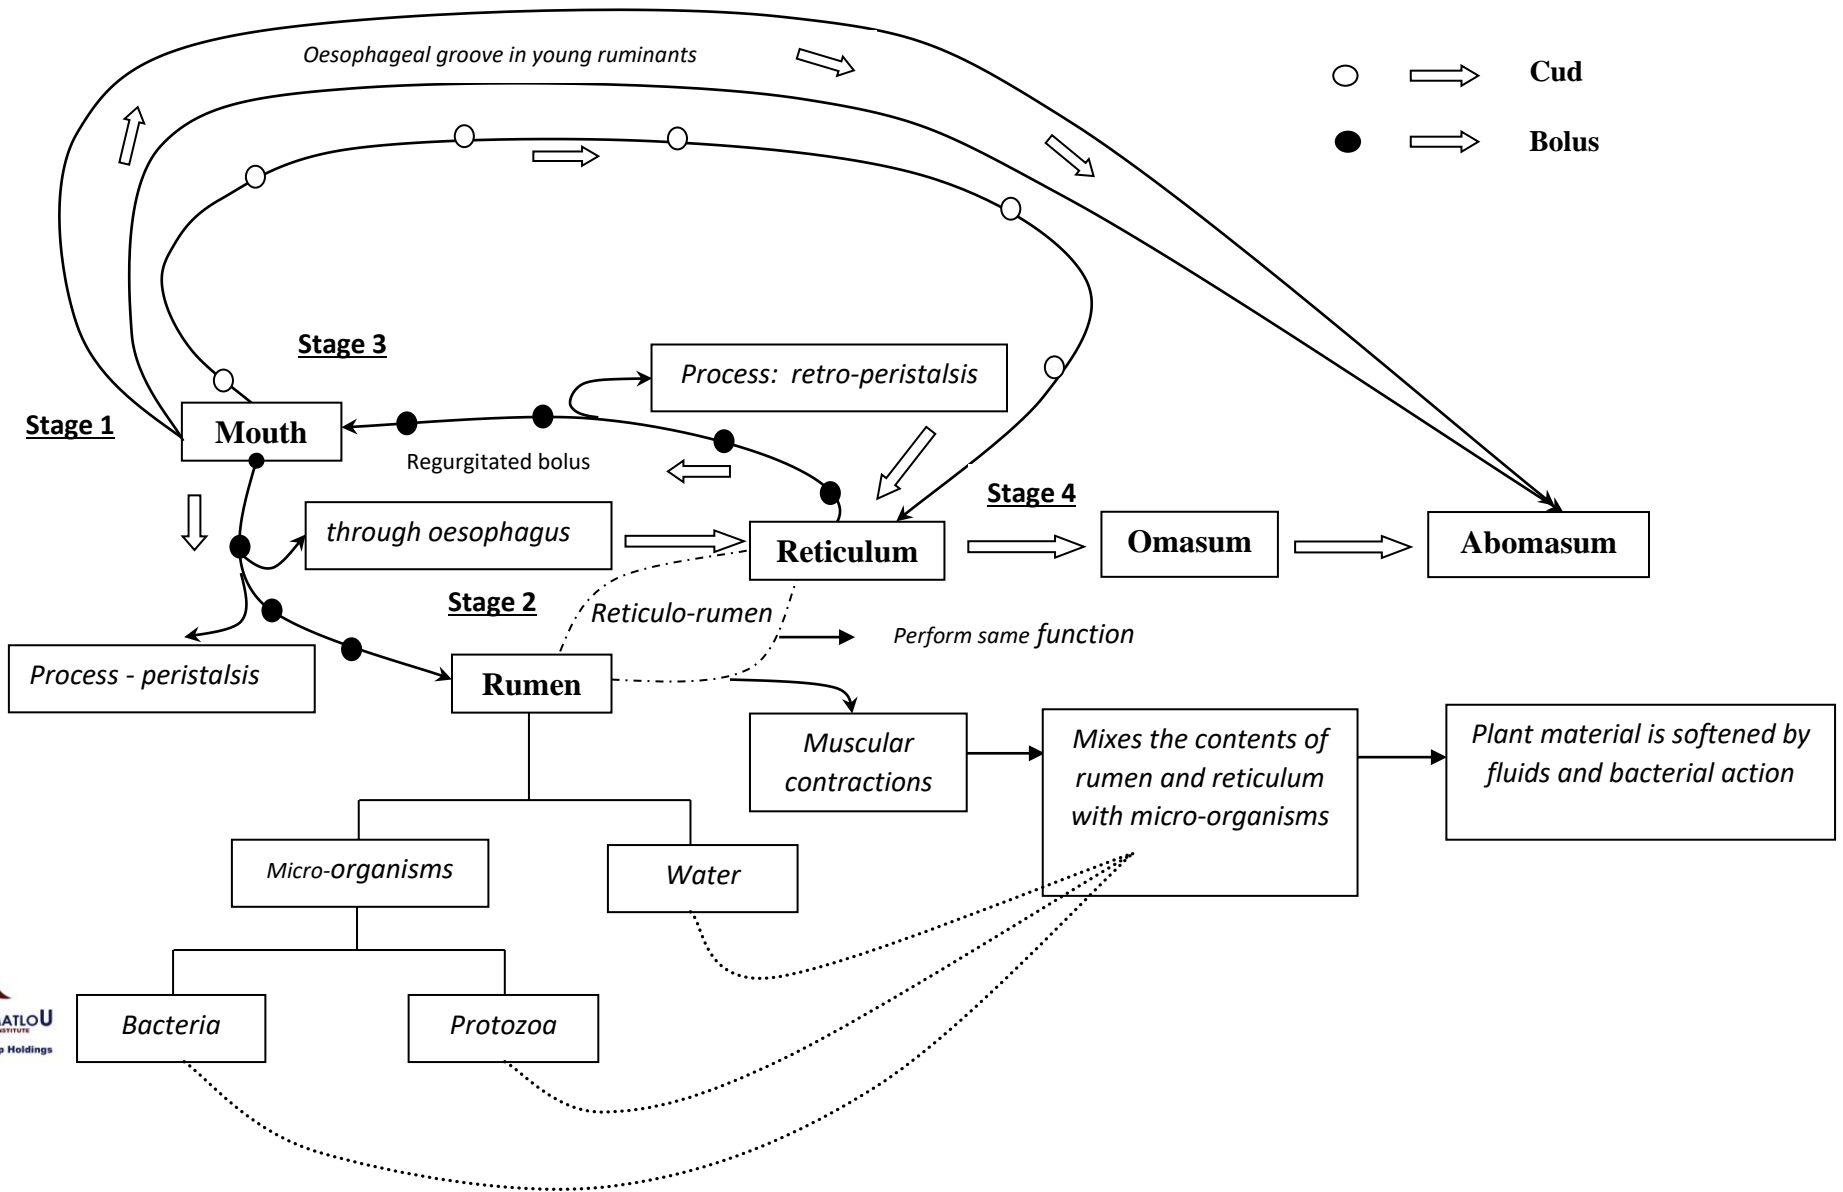 Oesophageal groove in young ruminants
Cud
Bolus
Stage 3
Process: retro-peristalsis
Stage 1
Mouth
Regurgitated bolus
Stage 4
through oesophagus
Reticulum
Omasum
Abomasum
Stage 2
Reticulo-rumen
Perform same function
Process - peristalsis
Rumen
Muscular
contractions
Mixes the contents of
rumen and reticulum
with micro-organisms
Plant material is softened by
fluids and bacterial action
Micro-organisms
Water
Bacteria
Protozoa
Holdings